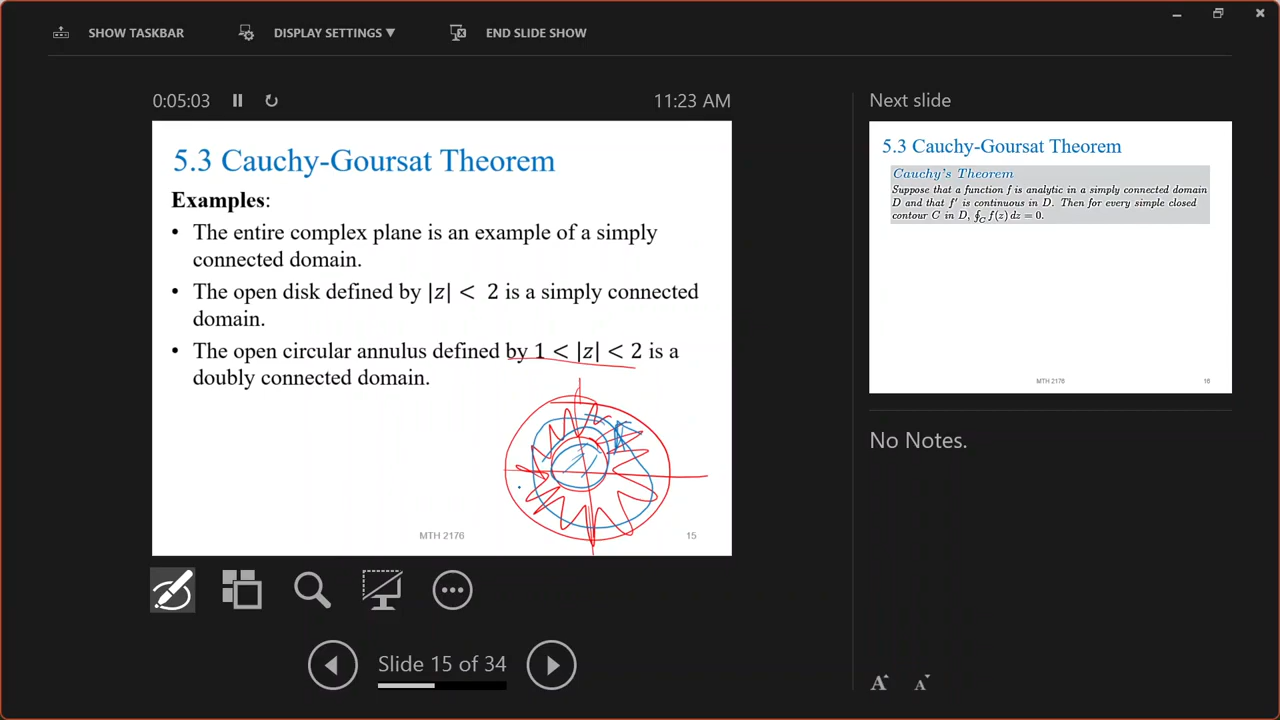 SHOW TASKBAR DISPLAY SETTINGS ▼ END SLIDE SHOW
0:05:03 11:23 AM
5.3 Cauchy-Goursat Theorem
Examples:
• The entire complex plane is an example of a simply
connected domain.
• The open disk defined by |z| < 2 is a simply connected
domain.
• The open circular annulus defined by 1 < |z| < 2 is a
doubly connected domain.
MTH 2176 15
Slide 15 of 34
Next slide
5.3 Cauchy-Goursat Theorem
Cauchy's Theorem
Suppose that a function f is analytic in a simply connected domain
D and that f′ is continuous in D. Then for every simple closed
contour C in D, ∮C f(z) dz = 0.
MTH 2176 16
No Notes.
A A